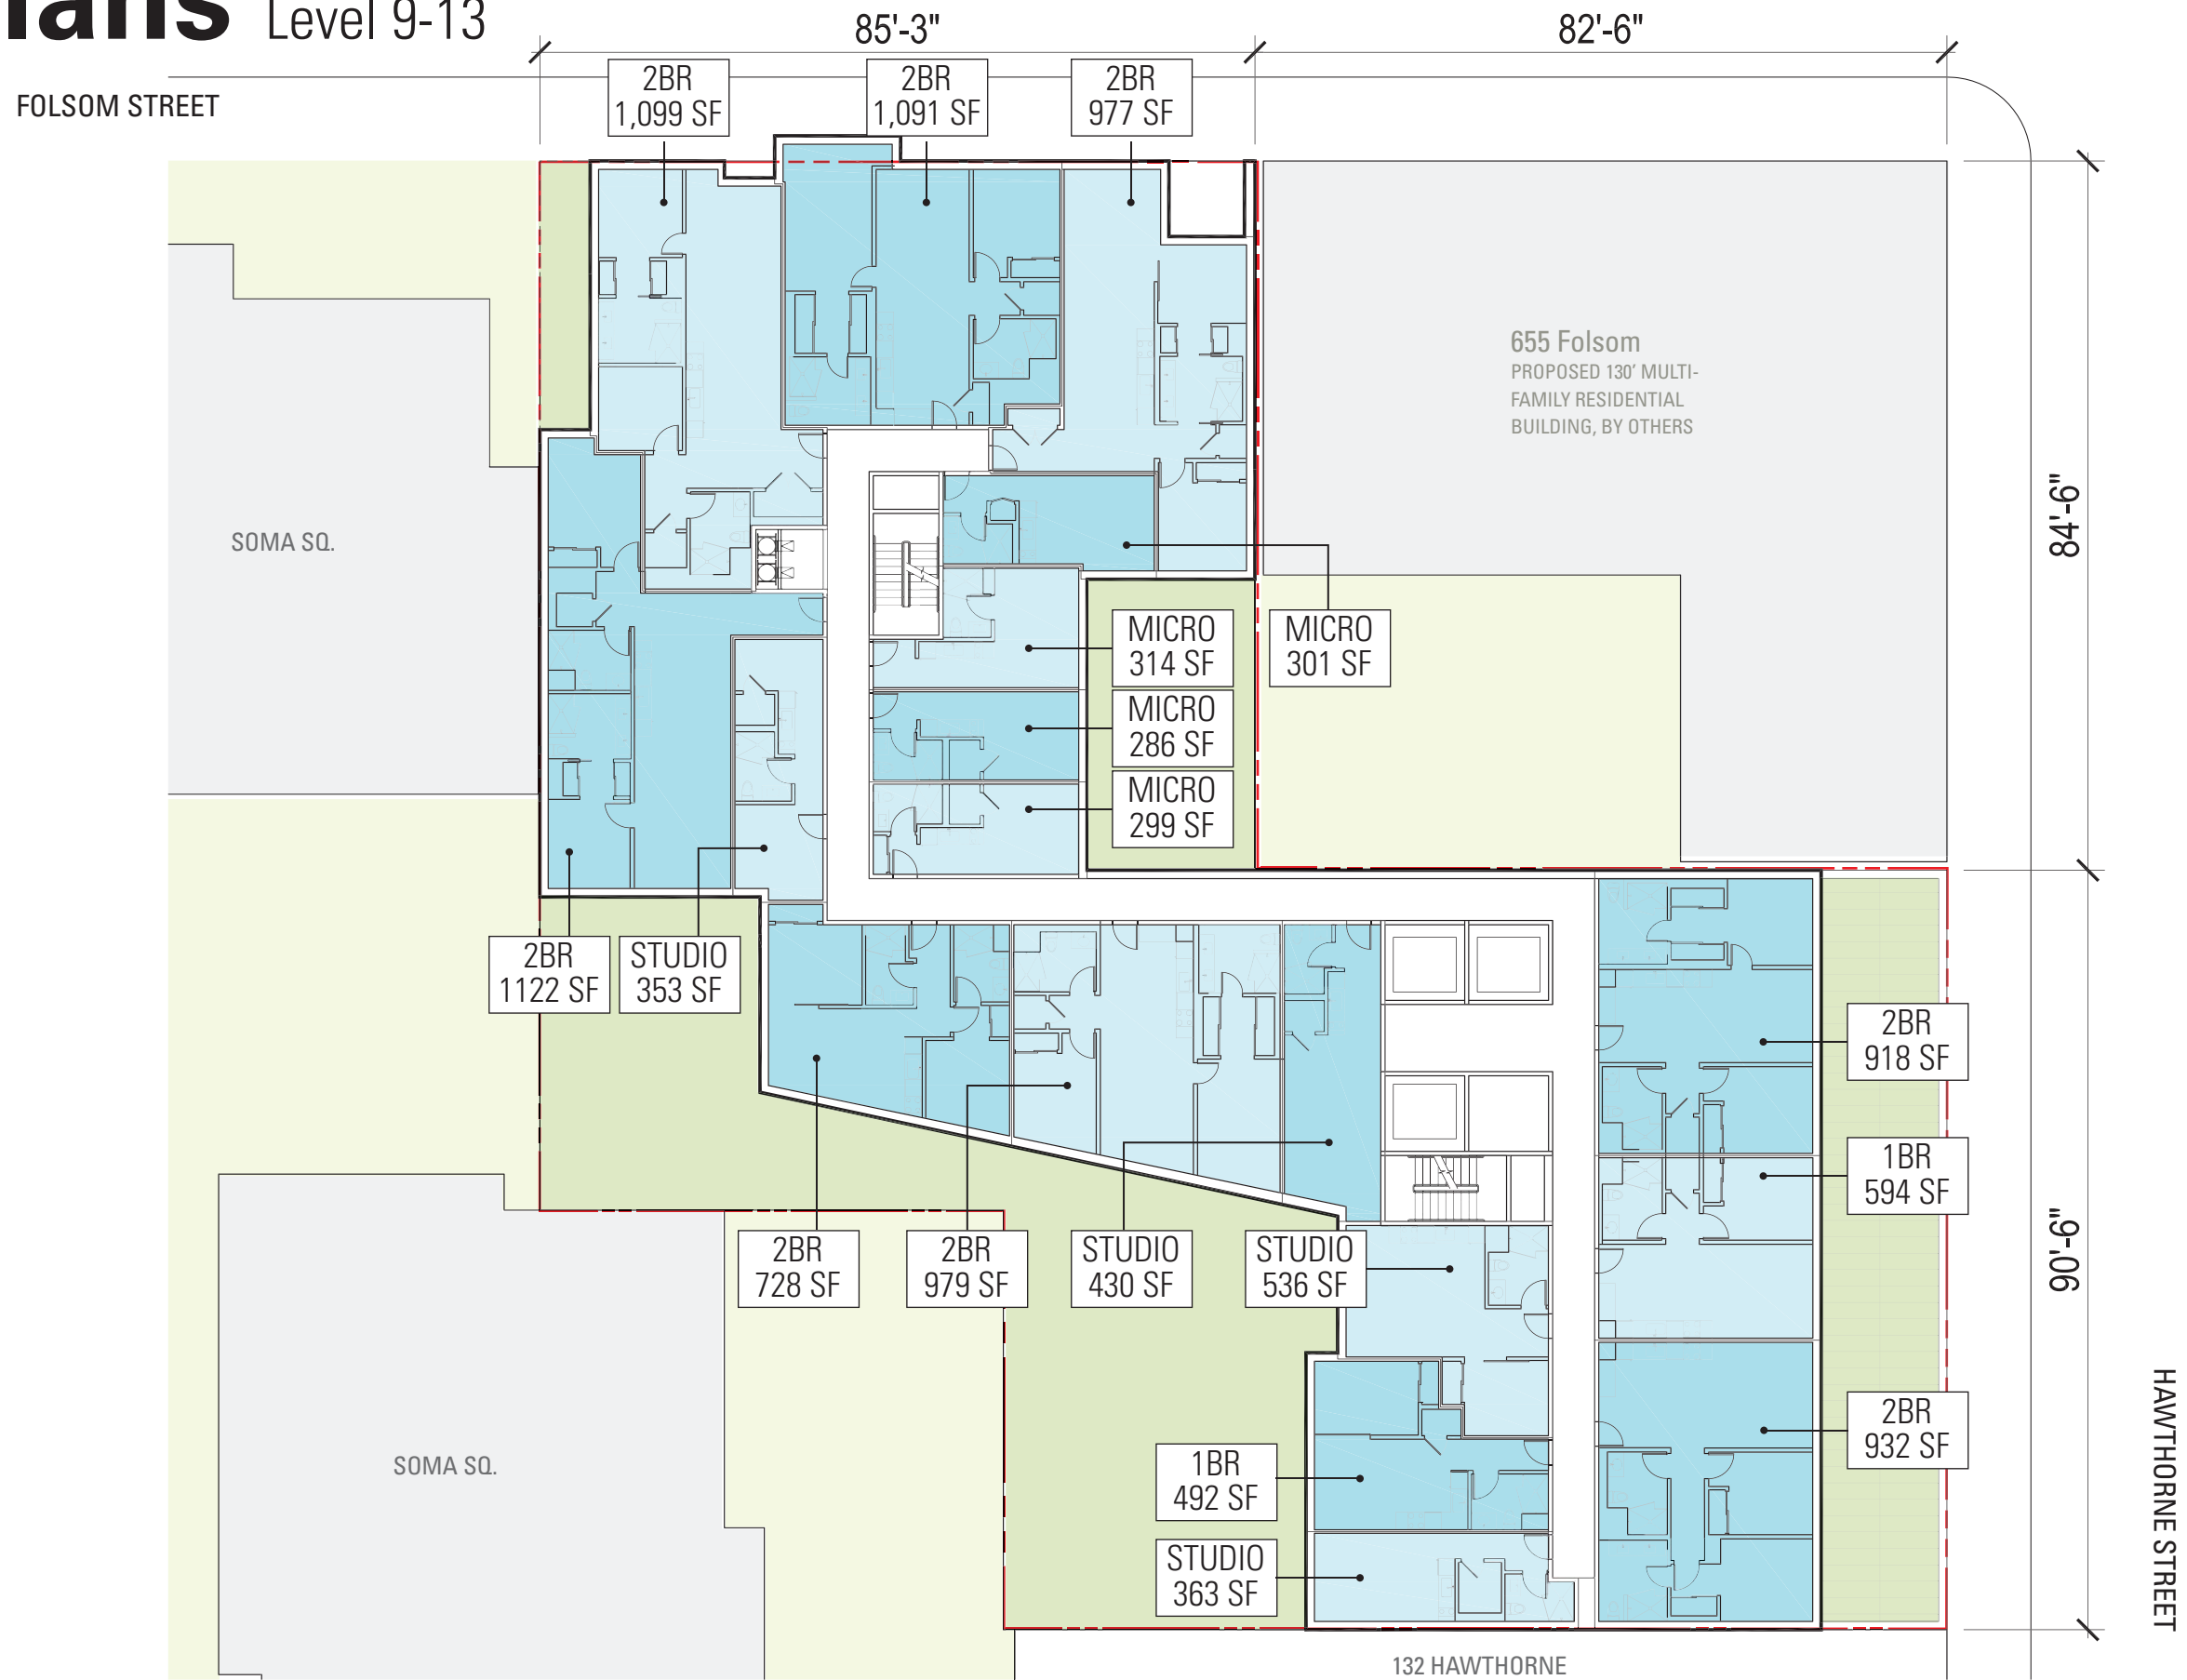 lans Level 9-13
85'-3"
82'-6"
FOLSOM STREET
2BR
1,099 SF
2BR
1,091 SF
2BR
977 SF
655 Folsom
PROPOSED 130' MULTI-
FAMILY RESIDENTIAL
BUILDING, BY OTHERS
SOMA SQ.
84'-6"
MICRO
314 SF
MICRO
301 SF
MICRO
286 SF
MICRO
299 SF
2BR
1122 SF
STUDIO
353 SF
2BR
918 SF
1BR
594 SF
2BR
728 SF
2BR
979 SF
STUDIO
430 SF
STUDIO
536 SF
90'-9"
2BR
932 SF
SOMA SQ.
1BR
492 SF
STUDIO
363 SF
HAWTHORNE STREET
132 HAWTHORNE